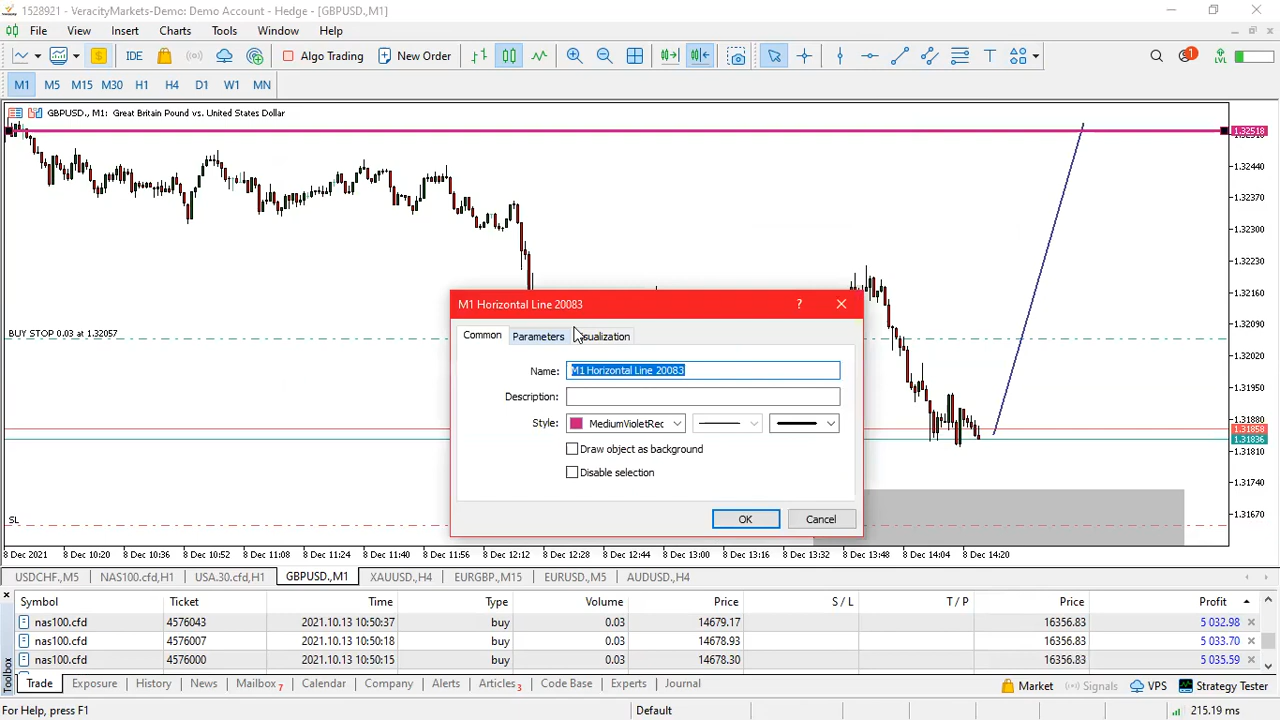 1528921 - VeracityMarkets-Demo: Demo Account - Hedge - [GBPUSD.,M1]
File View Insert Charts Tools Window Help
IDE Algo Trading New Order 1 LVL
M1 M5 M15 M30 H1 H4 D1 W1 MN
GBPUSD., M1: Great Britain Pound vs. United States Dollar
1.32518
1.32440
1.32370
1.32300
1.32230
1.32160
1.32090
1.32020
1.31950
1.31880
1.31858
1.31836
1.31810
1.31740
1.31670
BUY STOP 0.03 at 1.32057
SL
M1 Horizontal Line 20083 ?
Common Parameters sualization
Name: M1 Horizontal Line 20083
Description:
Style: MediumVioletRec
Draw object as background
Disable selection
OK Cancel
8 Dec 2021 8 Dec 10:20 8 Dec 10:36 8 Dec 10:52 8 Dec 11:08 8 Dec 11:24 8 Dec 11:40 8 Dec 11:56 8 Dec 12:12 8 Dec 12:28 8 Dec 12:44 8 Dec 13:00 8 Dec 13:16 8 Dec 13:32 8 Dec 13:48 8 Dec 14:04 8 Dec 14:20
USDCHF.,M5 NAS100.cfd,H1 USA.30.cfd,H1 GBPUSD.,M1 XAUUSD.,H4 EURGBP.,M15 EURUSD.,M5 AUDUSD.,H4
Symbol Ticket Time Type Volume Price S / L T / P Price Profit
nas100.cfd 4576043 2021.10.13 10:50:37 buy 0.03 14679.17 16356.83 5 032.98
nas100.cfd 4576007 2021.10.13 10:50:18 buy 0.03 14678.93 16356.83 5 033.70
nas100.cfd 4576000 2021.10.13 10:50:15 buy 0.03 14678.30 16356.83 5 035.59
Toolbox
Trade Exposure History News Mailbox 7 Calendar Company Alerts Articles 3 Code Base Experts Journal Market Signals VPS Strategy Tester
For Help, press F1 Default 215.19 ms